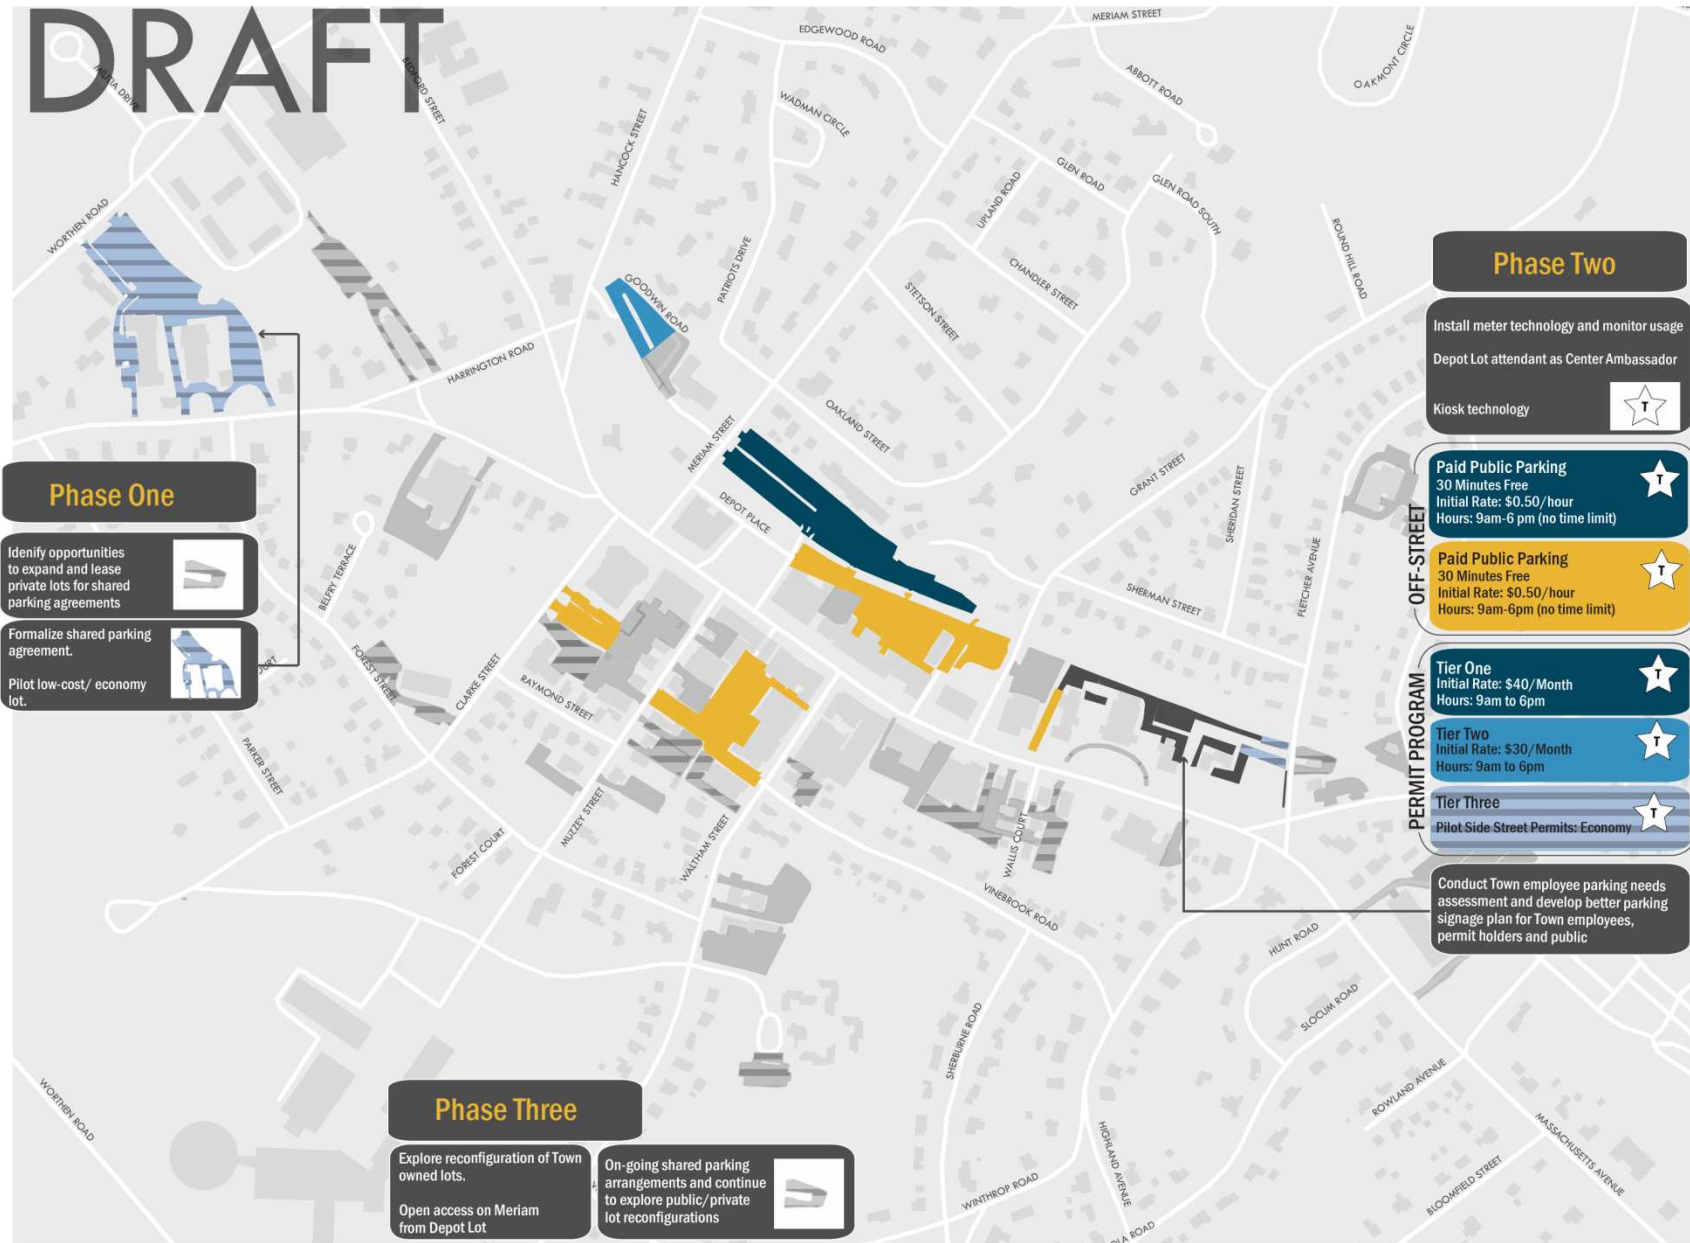 DRAFT
MERIAM STREET
EDGEWOOD ROAD
OAKMONT CIRCLE
ABBOTT ROAD
MILITIA DRIVE
BEDFORD STREET
HANCOCK STREET
WADMAN CIRCLE
GLEN ROAD
GLEN ROAD SOUTH
UPLAND ROAD
WORTHEN ROAD
ROUND HILL ROAD
PATRIOTS DRIVE
CHANDLER STREET
STETSON STREET
GOODWIN ROAD
HARRINGTON ROAD
OAKLAND STREET
MERIAM STREET
DEPOT PLACE
GRANT STREET
SHERIDAN STREET
FLETCHER AVENUE
SHERMAN STREET
BELFRY TERRACE
FOREST STREET
CLARKE STREET
RAYMOND STREET
PARKER STREET
MUZZEY STREET
FOREST COURT
WALTHAM STREET
WALLIS COURT
VINEBROOK ROAD
HUNT ROAD
SLOCUM ROAD
SHERBURNE ROAD
ROWLAND AVENUE
MASSACHUSETTS AVENUE
BLOOMFIELD STREET
HIGHLAND AVENUE
WINTHROP ROAD
OLA ROAD
WORTHEN ROAD
OURT
Phase One
Idenify opportunities
to expand and lease
private lots for shared
parking agreements
Formalize shared parking
agreement.
Pilot low-cost/ economy
lot.
Phase Two
Install meter technology and monitor usage
Depot Lot attendant as Center Ambassador
Kiosk technology
T
OFF-STREET
Paid Public Parking
30 Minutes Free
Initial Rate: $0.50/hour
Hours: 9am-6 pm (no time limit)
T
Paid Public Parking
30 Minutes Free
Initial Rate: $0.50/hour
Hours: 9am-6pm (no time limit)
T
PERMIT PROGRAM
Tier One
Initial Rate: $40/Month
Hours: 9am to 6pm
T
Tier Two
Initial Rate: $30/Month
Hours: 9am to 6pm
T
Tier Three
Pilot Side Street Permits: Economy
T
Conduct Town employee parking needs
assessment and develop better parking
signage plan for Town employees,
permit holders and public
Phase Three
Explore reconfiguration of Town
owned lots.
Open access on Meriam
from Depot Lot
On-going shared parking
arrangements and continue
to explore public/private
lot reconfigurations